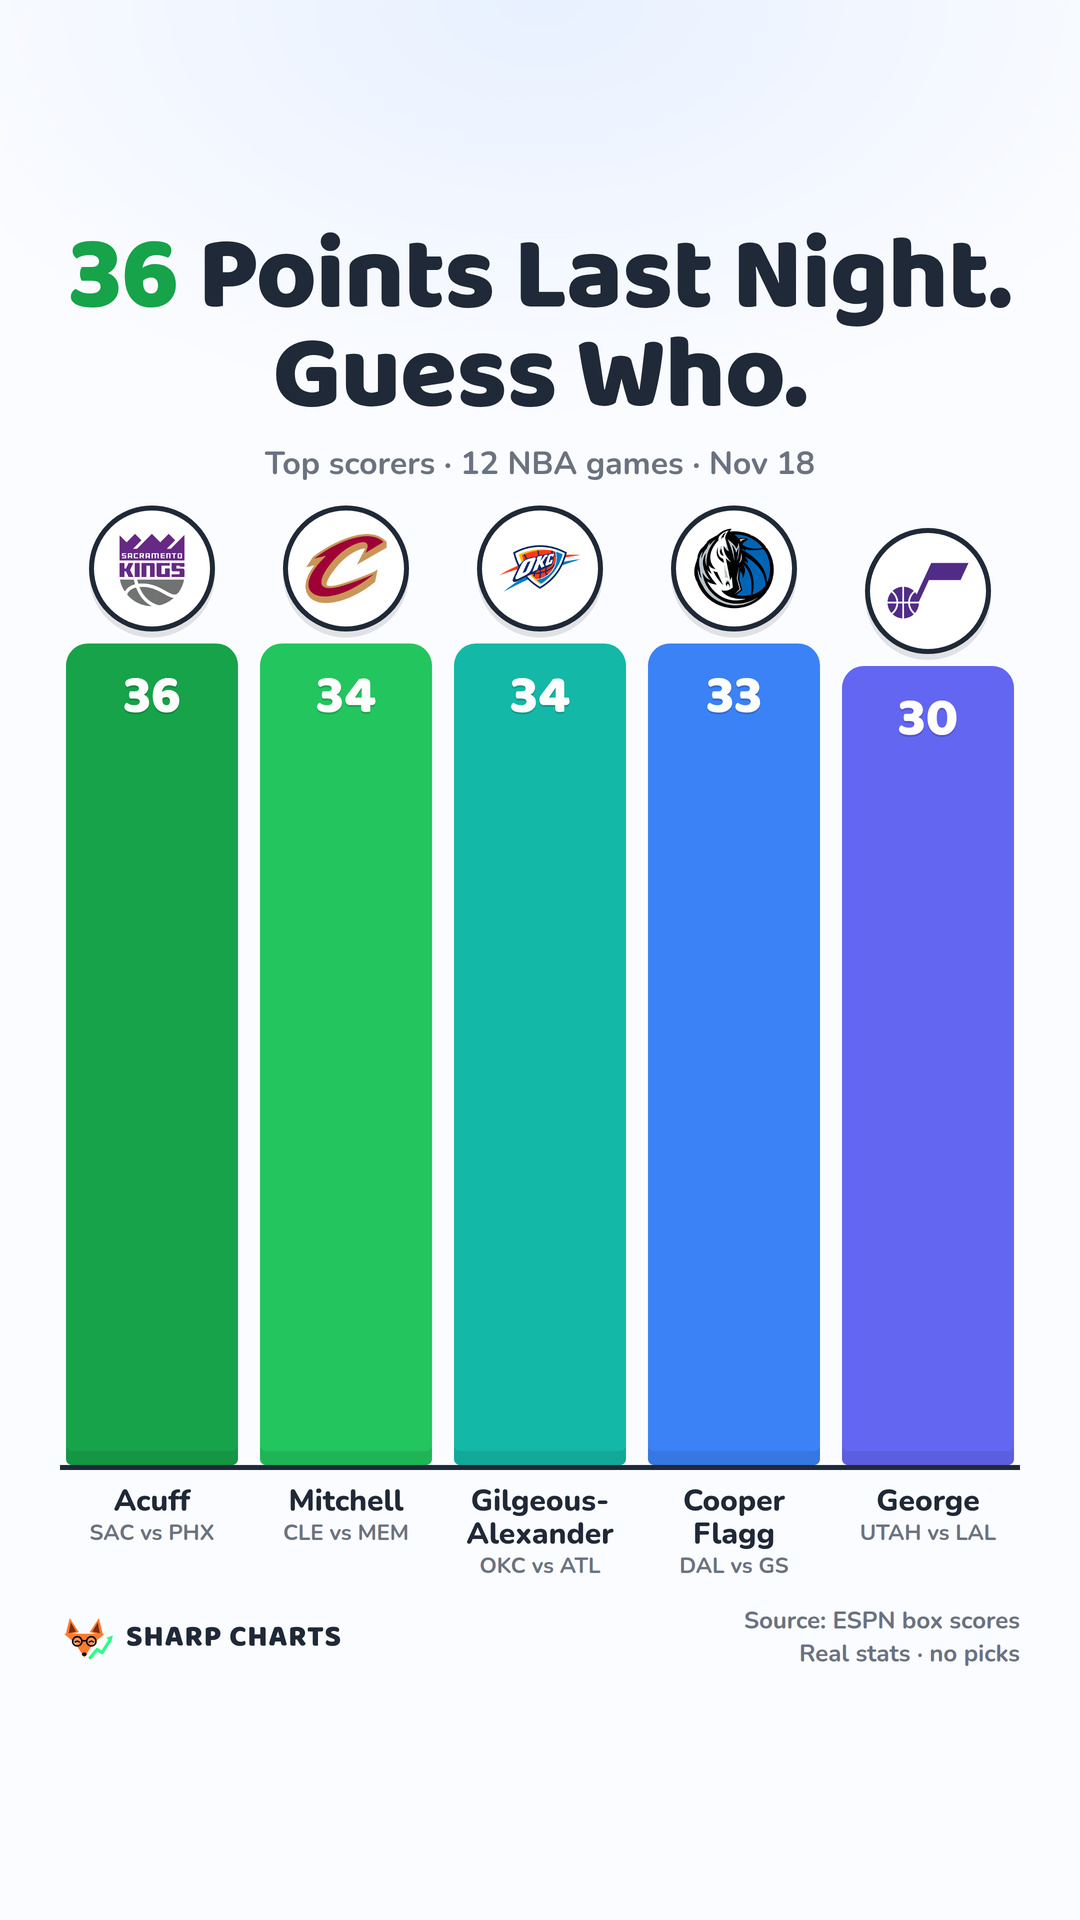 36 Points Last Night.
Guess Who.
Top scorers · 12 NBA games · Nov 18
SACRAMENTO
KINGS
C
OKC
36
34
34
33
30
Acuff
SAC vs PHX
Mitchell
CLE vs MEM
Gilgeous-
Alexander
OKC vs ATL
Cooper
Flagg
DAL vs GS
George
UTAH vs LAL
SHARP CHARTS
Source: ESPN box scores
Real stats · no picks